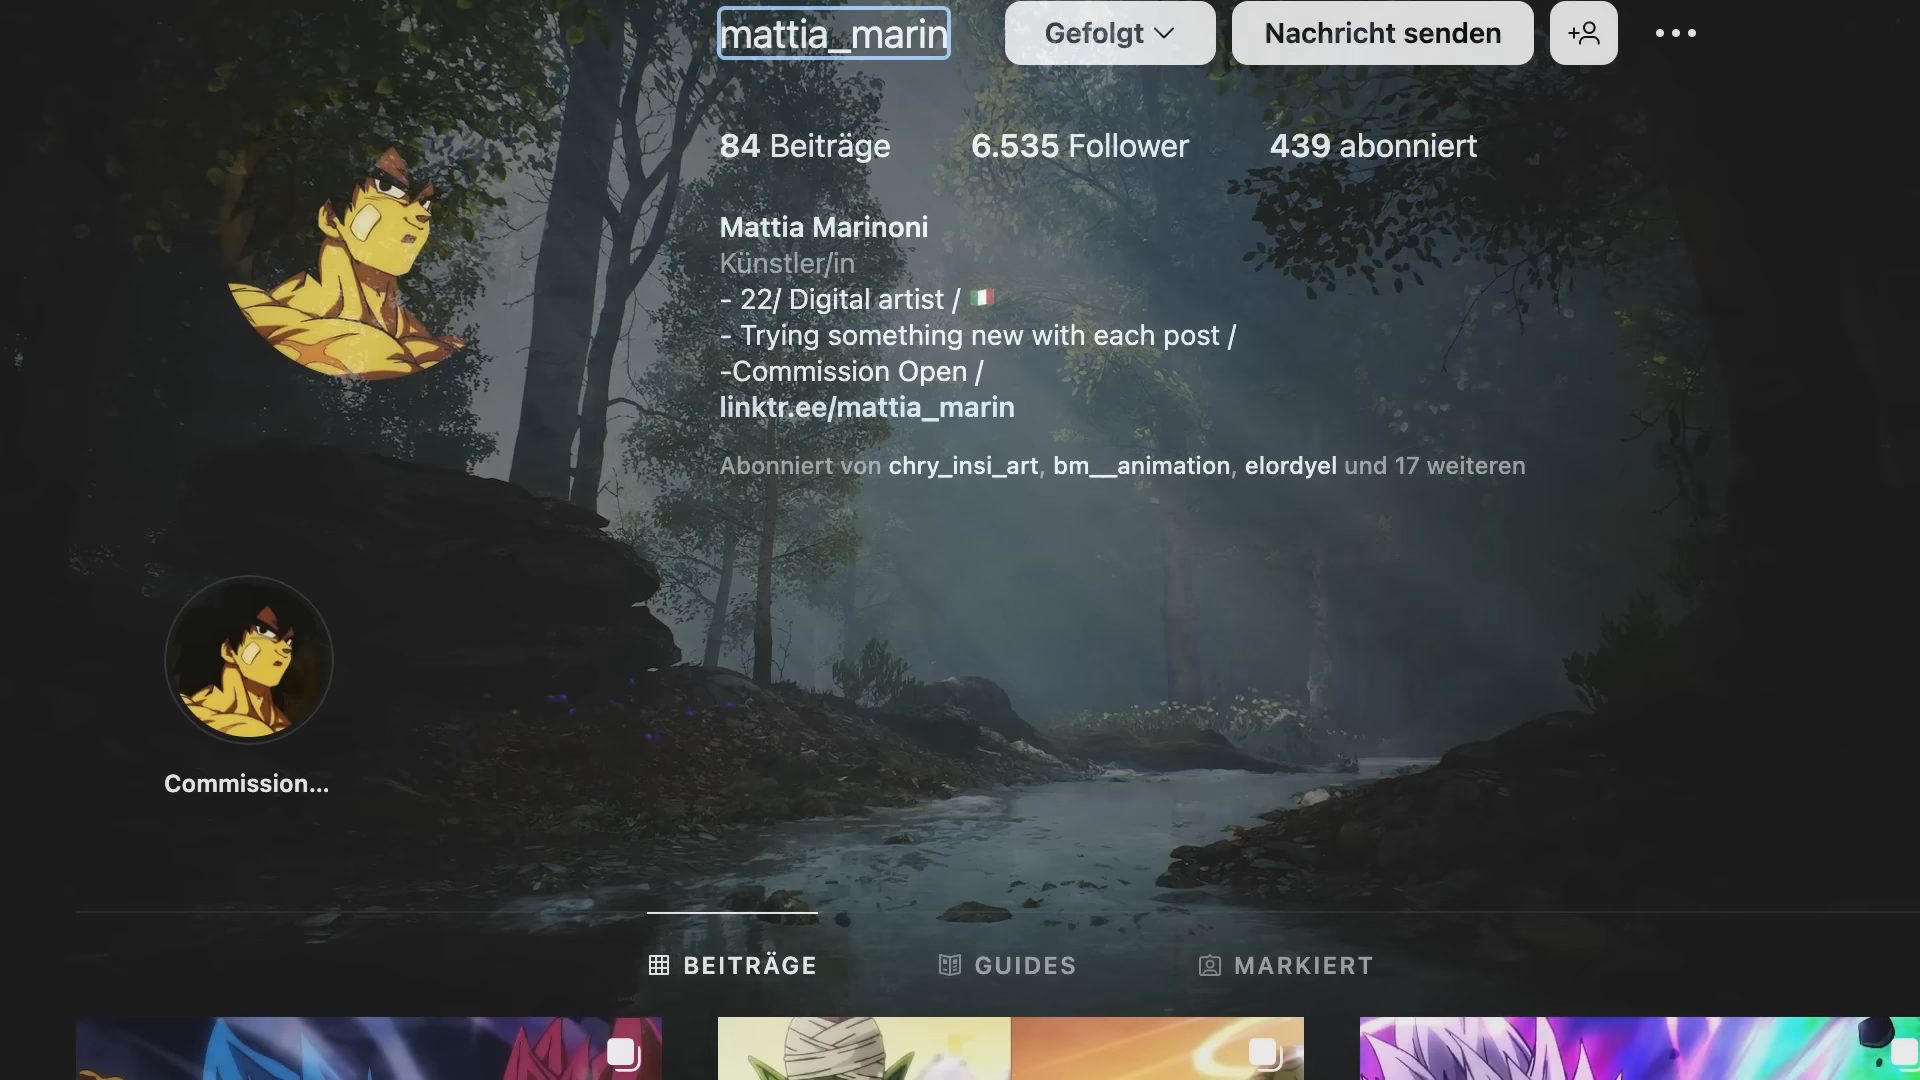 mattia_marin
Gefolgt
Nachricht senden
84 Beiträge
6.535 Follower
439 abonniert
Mattia Marinoni
Künstler/in
- 22/ Digital artist / 🇮🇹
- Trying something new with each post /
-Commission Open /
linktr.ee/mattia_marin
Abonniert von chry_insi_art, bm__animation, elordyel und 17 weiteren
Commission...
BEITRÄGE
GUIDES
MARKIERT